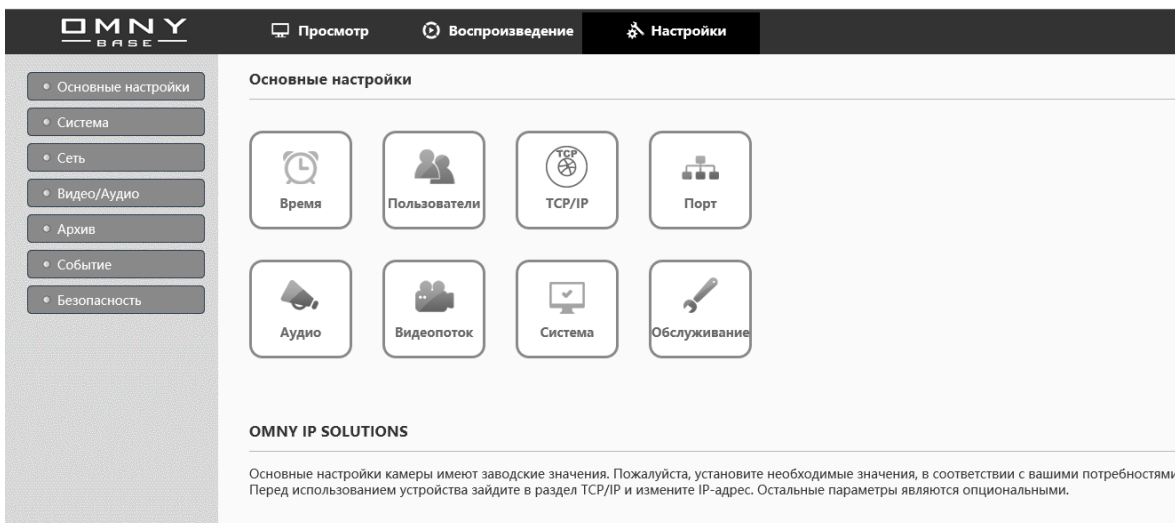 OMNY
BASE
Просмотр
Воспроизведение
Настройки
Основные настройки
Система
Сеть
Видео/Аудио
Архив
Событие
Безопасность
Основные настройки
Время
Пользователи
TCP
TCP/IP
Порт
Аудио
Видеопоток
Система
Обслуживание
OMNY IP SOLUTIONS
Основные настройки камеры имеют заводские значения. Пожалуйста, установите необходимые значения, в соответствии с вашими потребностями
Перед использованием устройства зайдите в раздел TCP/IP и измените IP-адрес. Остальные параметры являются опциональными.